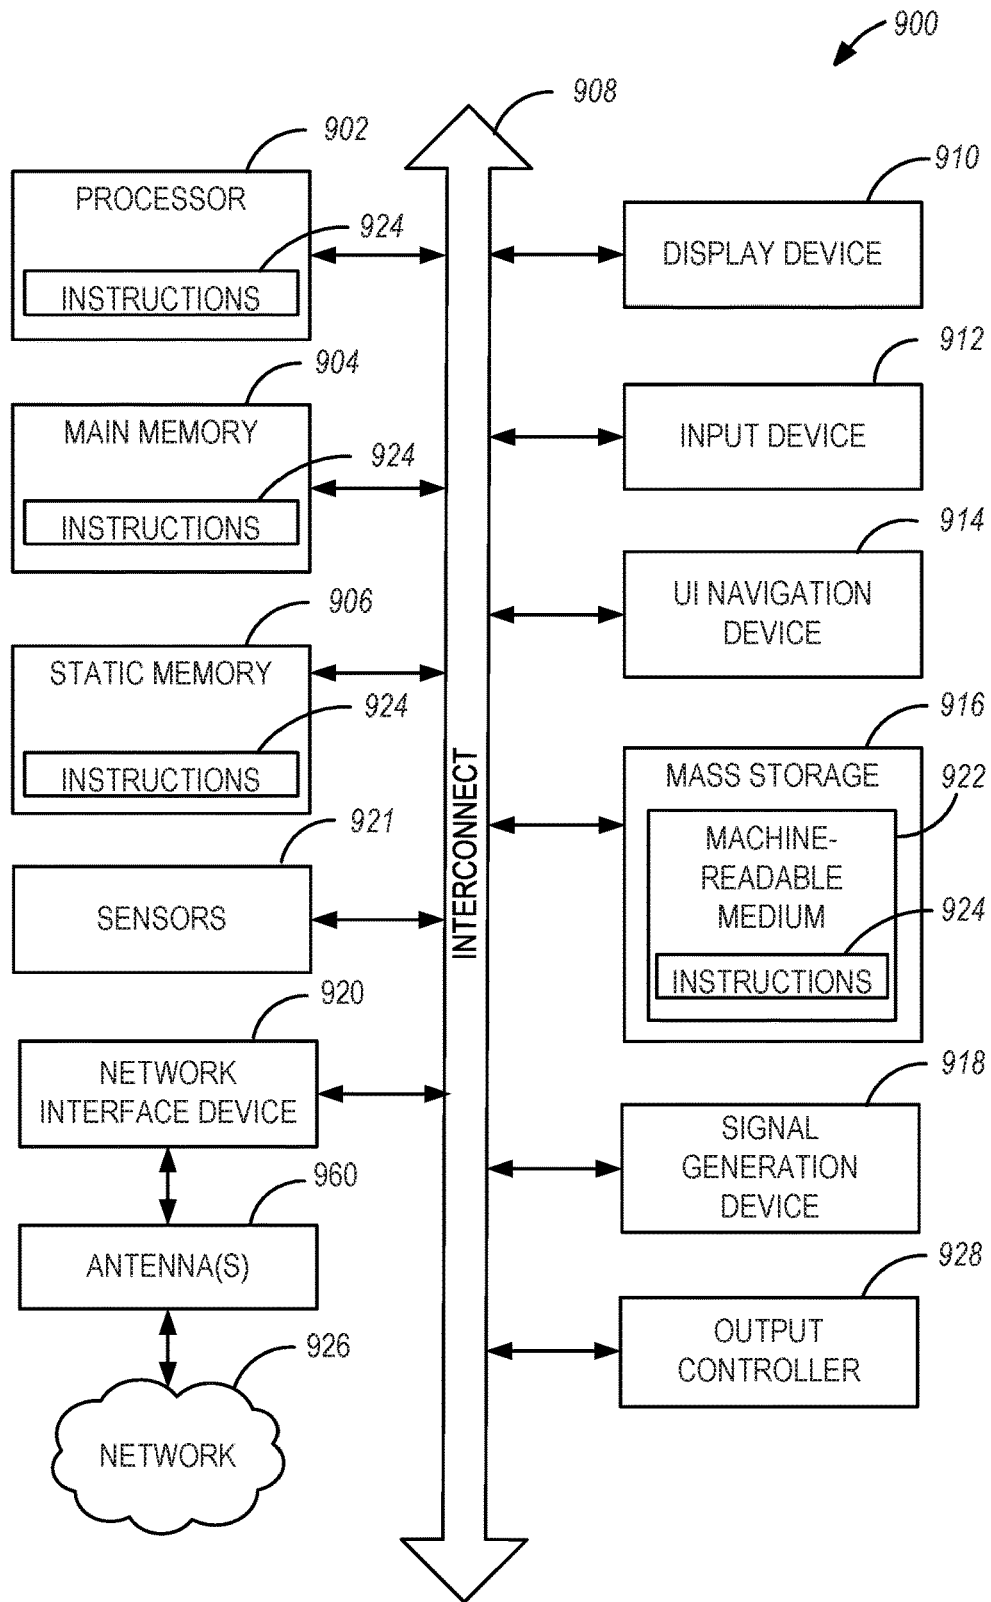 900
908
902
PROCESSOR
924
INSTRUCTIONS
904
MAIN MEMORY
924
INSTRUCTIONS
906
STATIC MEMORY
924
INSTRUCTIONS
921
SENSORS
920
NETWORK
INTERFACE DEVICE
960
ANTENNA(S)
926
NETWORK
INTERCONNECT
910
DISPLAY DEVICE
912
INPUT DEVICE
914
UI NAVIGATION
DEVICE
916
MASS STORAGE
922
MACHINE-
READABLE
MEDIUM
924
INSTRUCTIONS
918
SIGNAL
GENERATION
DEVICE
928
OUTPUT
CONTROLLER